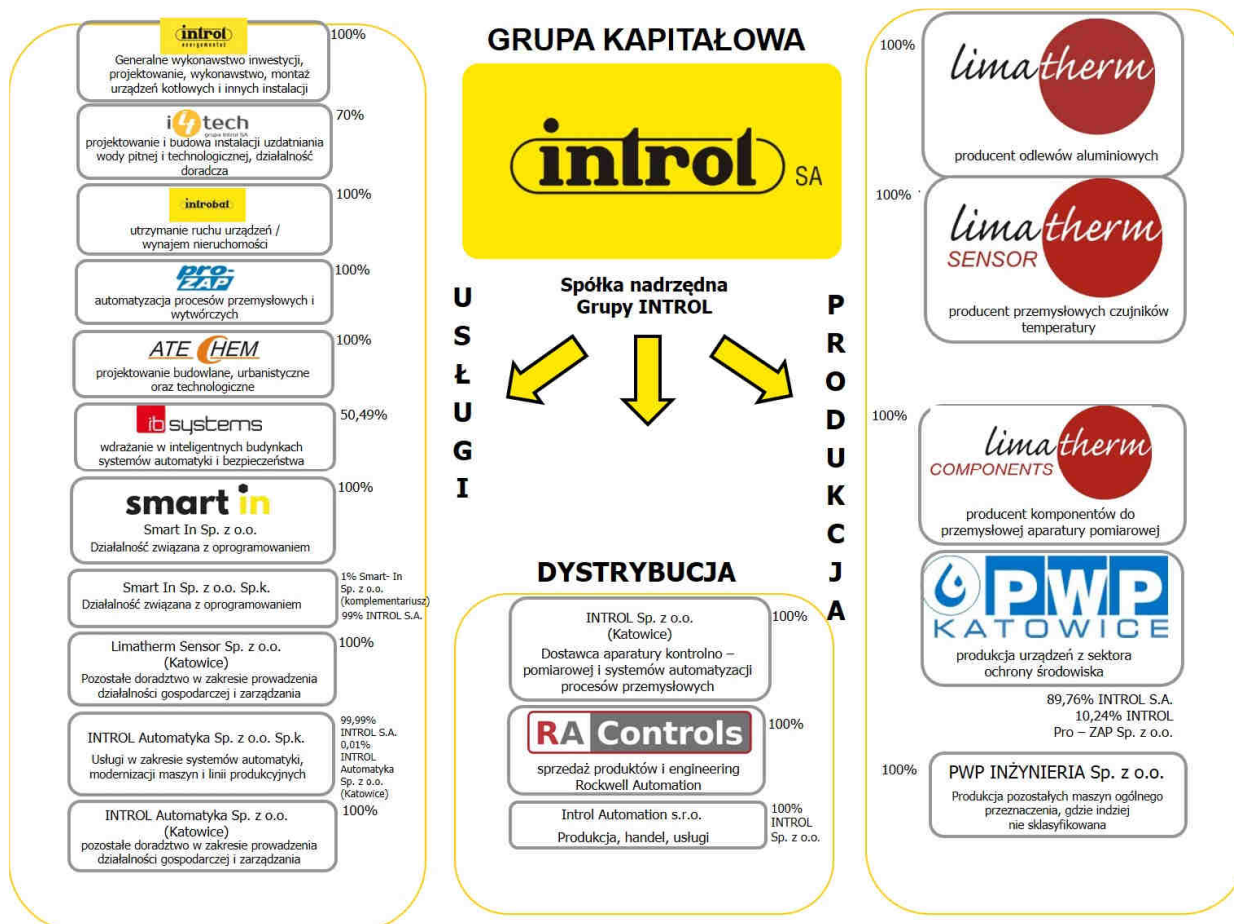 GRUPA KAPITAŁOWA
introl SA
Spółka nadrzędna
Grupy INTROL
USŁUGI
introl
energomontaż
100%
Generalne wykonawstwo inwestycji,
projektowanie, wykonawstwo, montaż
urządzeń kotłowych i innych instalacji
i4tech
grupa Introl SA
70%
projektowanie i budowa instalacji uzdatniania
wody pitnej i technologicznej, działalność
doradcza
introbat
100%
utrzymanie ruchu urządzeń /
wynajem nieruchomości
pro-
ZAP
100%
automatyzacja procesów przemysłowych i
wytwórczych
ATECHEM
100%
projektowanie budowlane, urbanistyczne
oraz technologiczne
ib systems
50,49%
wdrażanie w inteligentnych budynkach
systemów automatyki i bezpieczeństwa
smart in
100%
Smart In Sp. z o.o.
Działalność związana z oprogramowaniem
Smart In Sp. z o.o. Sp.k.
Działalność związana z oprogramowaniem
1% Smart- In
Sp. z o.o.
(komplementariusz)
99% INTROL S.A.
Limatherm Sensor Sp. z o.o.
(Katowice)
Pozostałe doradztwo w zakresie prowadzenia
działalności gospodarczej i zarządzania
100%
INTROL Automatyka Sp. z o.o. Sp.k.
Usługi w zakresie systemów automatyki,
modernizacji maszyn i linii produkcyjnych
99,99%
INTROL S.A.
0,01%
INTROL
Automatyka
Sp. z o.o.
(Katowice)
INTROL Automatyka Sp. z o.o.
(Katowice)
pozostałe doradztwo w zakresie prowadzenia
działalności gospodarczej i zarządzania
100%
DYSTRYBUCJA
INTROL Sp. z o.o.
(Katowice)
Dostawca aparatury kontrolno –
pomiarowej i systemów automatyzacji
procesów przemysłowych
100%
RA Controls
100%
sprzedaż produktów i engineering
Rockwell Automation
Introl Automation s.r.o.
Produkcja, handel, usługi
100%
INTROL
Sp. z o.o.
PRODUKCJA
100%
limatherm
producent odlewów aluminiowych
100%
limatherm
SENSOR
producent przemysłowych czujników
temperatury
100%
limatherm
COMPONENTS
producent komponentów do
przemysłowej aparatury pomiarowej
PWP
KATOWICE
produkcja urządzeń z sektora
ochrony środowiska
89,76% INTROL S.A.
10,24% INTROL
Pro – ZAP Sp. z o.o.
100%
PWP INŻYNIERIA Sp. z o.o.
Produkcja pozostałych maszyn ogólnego
przeznaczenia, gdzie indziej
nie sklasyfikowana